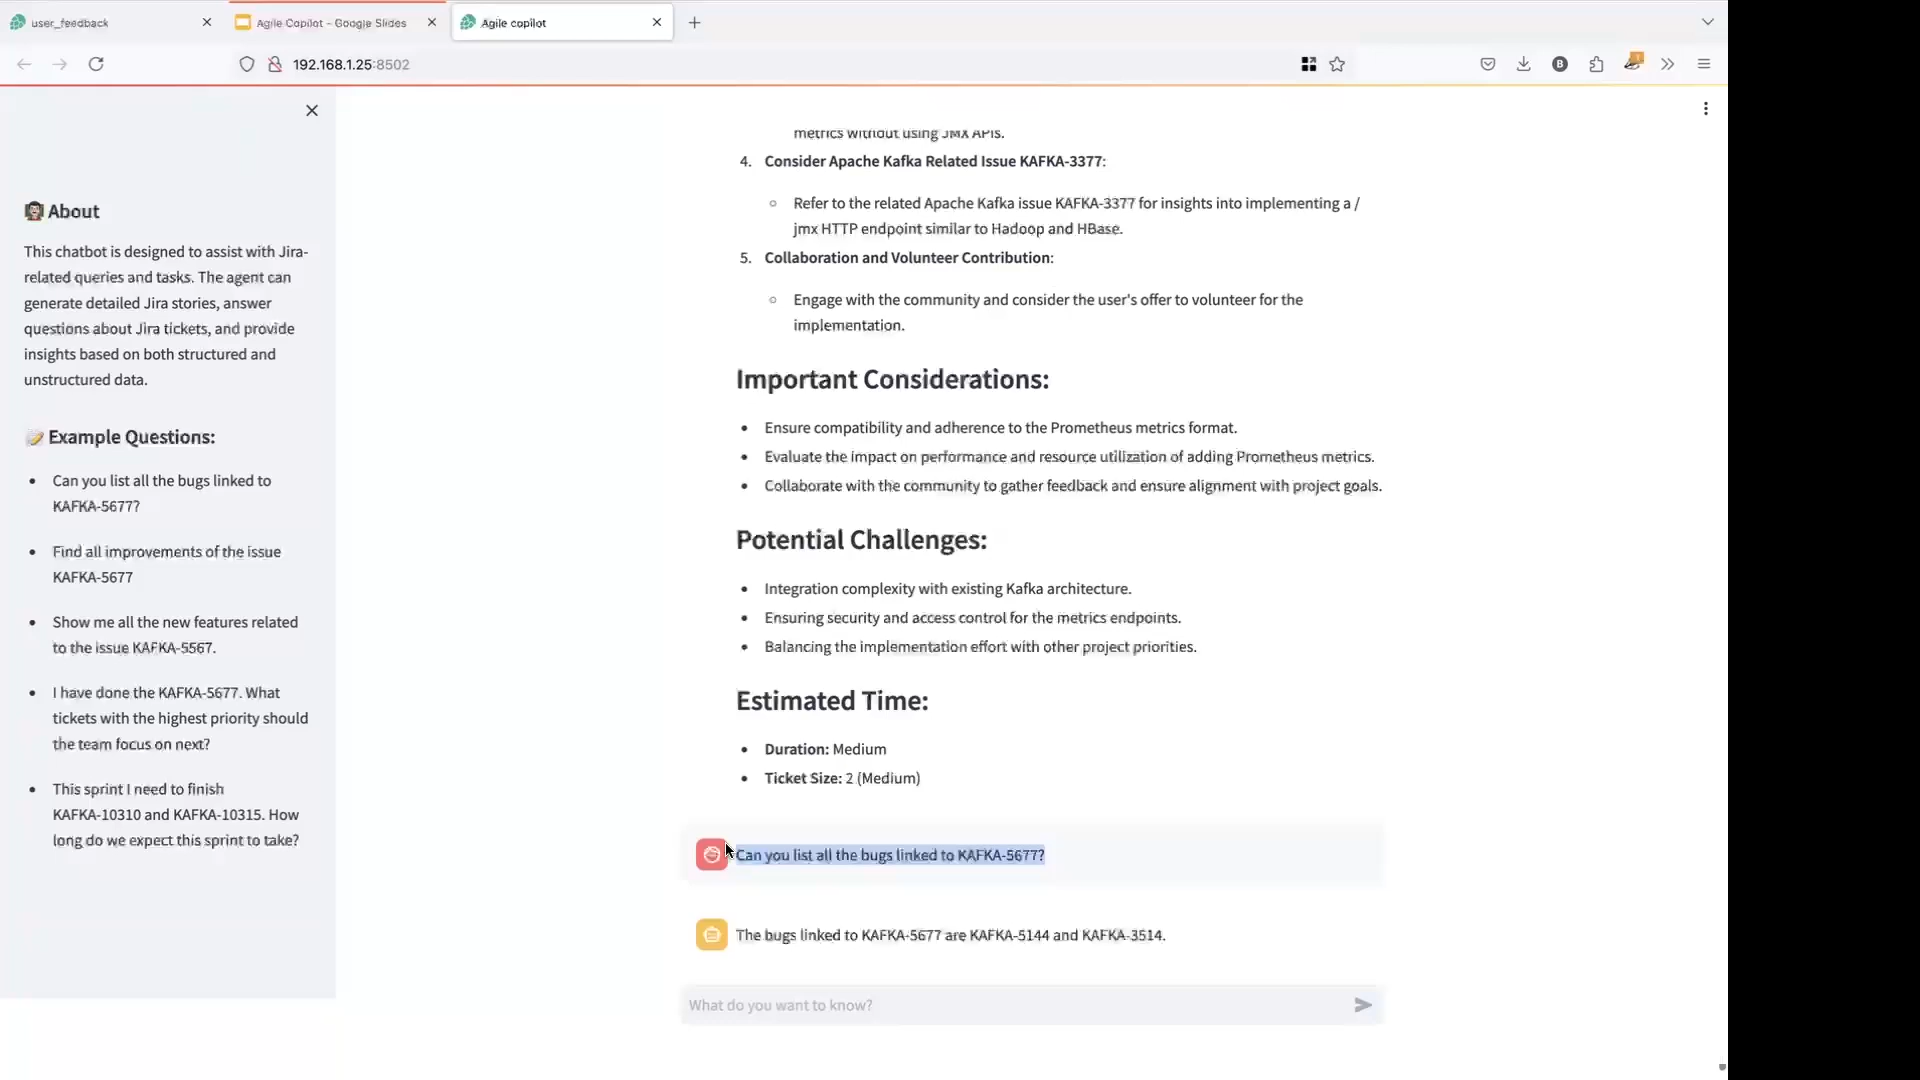 user_feedback
Agile Copilot - Google Slides
Agile copilot
192.168.1.25:8502
B
About
This chatbot is designed to assist with Jira-
related queries and tasks. The agent can
generate detailed Jira stories, answer
questions about Jira tickets, and provide
insights based on both structured and
unstructured data.
Example Questions:
• Can you list all the bugs linked to
KAFKA-5677?
• Find all improvements of the issue
KAFKA-5677
• Show me all the new features related
to the issue KAFKA-5567.
• I have done the KAFKA-5677. What
tickets with the highest priority should
the team focus on next?
• This sprint I need to finish
KAFKA-10310 and KAFKA-10315. How
long do we expect this sprint to take?
metrics without using JMX APIs.
4. Consider Apache Kafka Related Issue KAFKA-3377:
Refer to the related Apache Kafka issue KAFKA-3377 for insights into implementing a /
jmx HTTP endpoint similar to Hadoop and HBase.
5. Collaboration and Volunteer Contribution:
Engage with the community and consider the user's offer to volunteer for the
implementation.
Important Considerations:
• Ensure compatibility and adherence to the Prometheus metrics format.
• Evaluate the impact on performance and resource utilization of adding Prometheus metrics.
• Collaborate with the community to gather feedback and ensure alignment with project goals.
Potential Challenges:
• Integration complexity with existing Kafka architecture.
• Ensuring security and access control for the metrics endpoints.
• Balancing the implementation effort with other project priorities.
Estimated Time:
• Duration: Medium
• Ticket Size: 2 (Medium)
Can you list all the bugs linked to KAFKA-5677?
The bugs linked to KAFKA-5677 are KAFKA-5144 and KAFKA-3514.
What do you want to know?